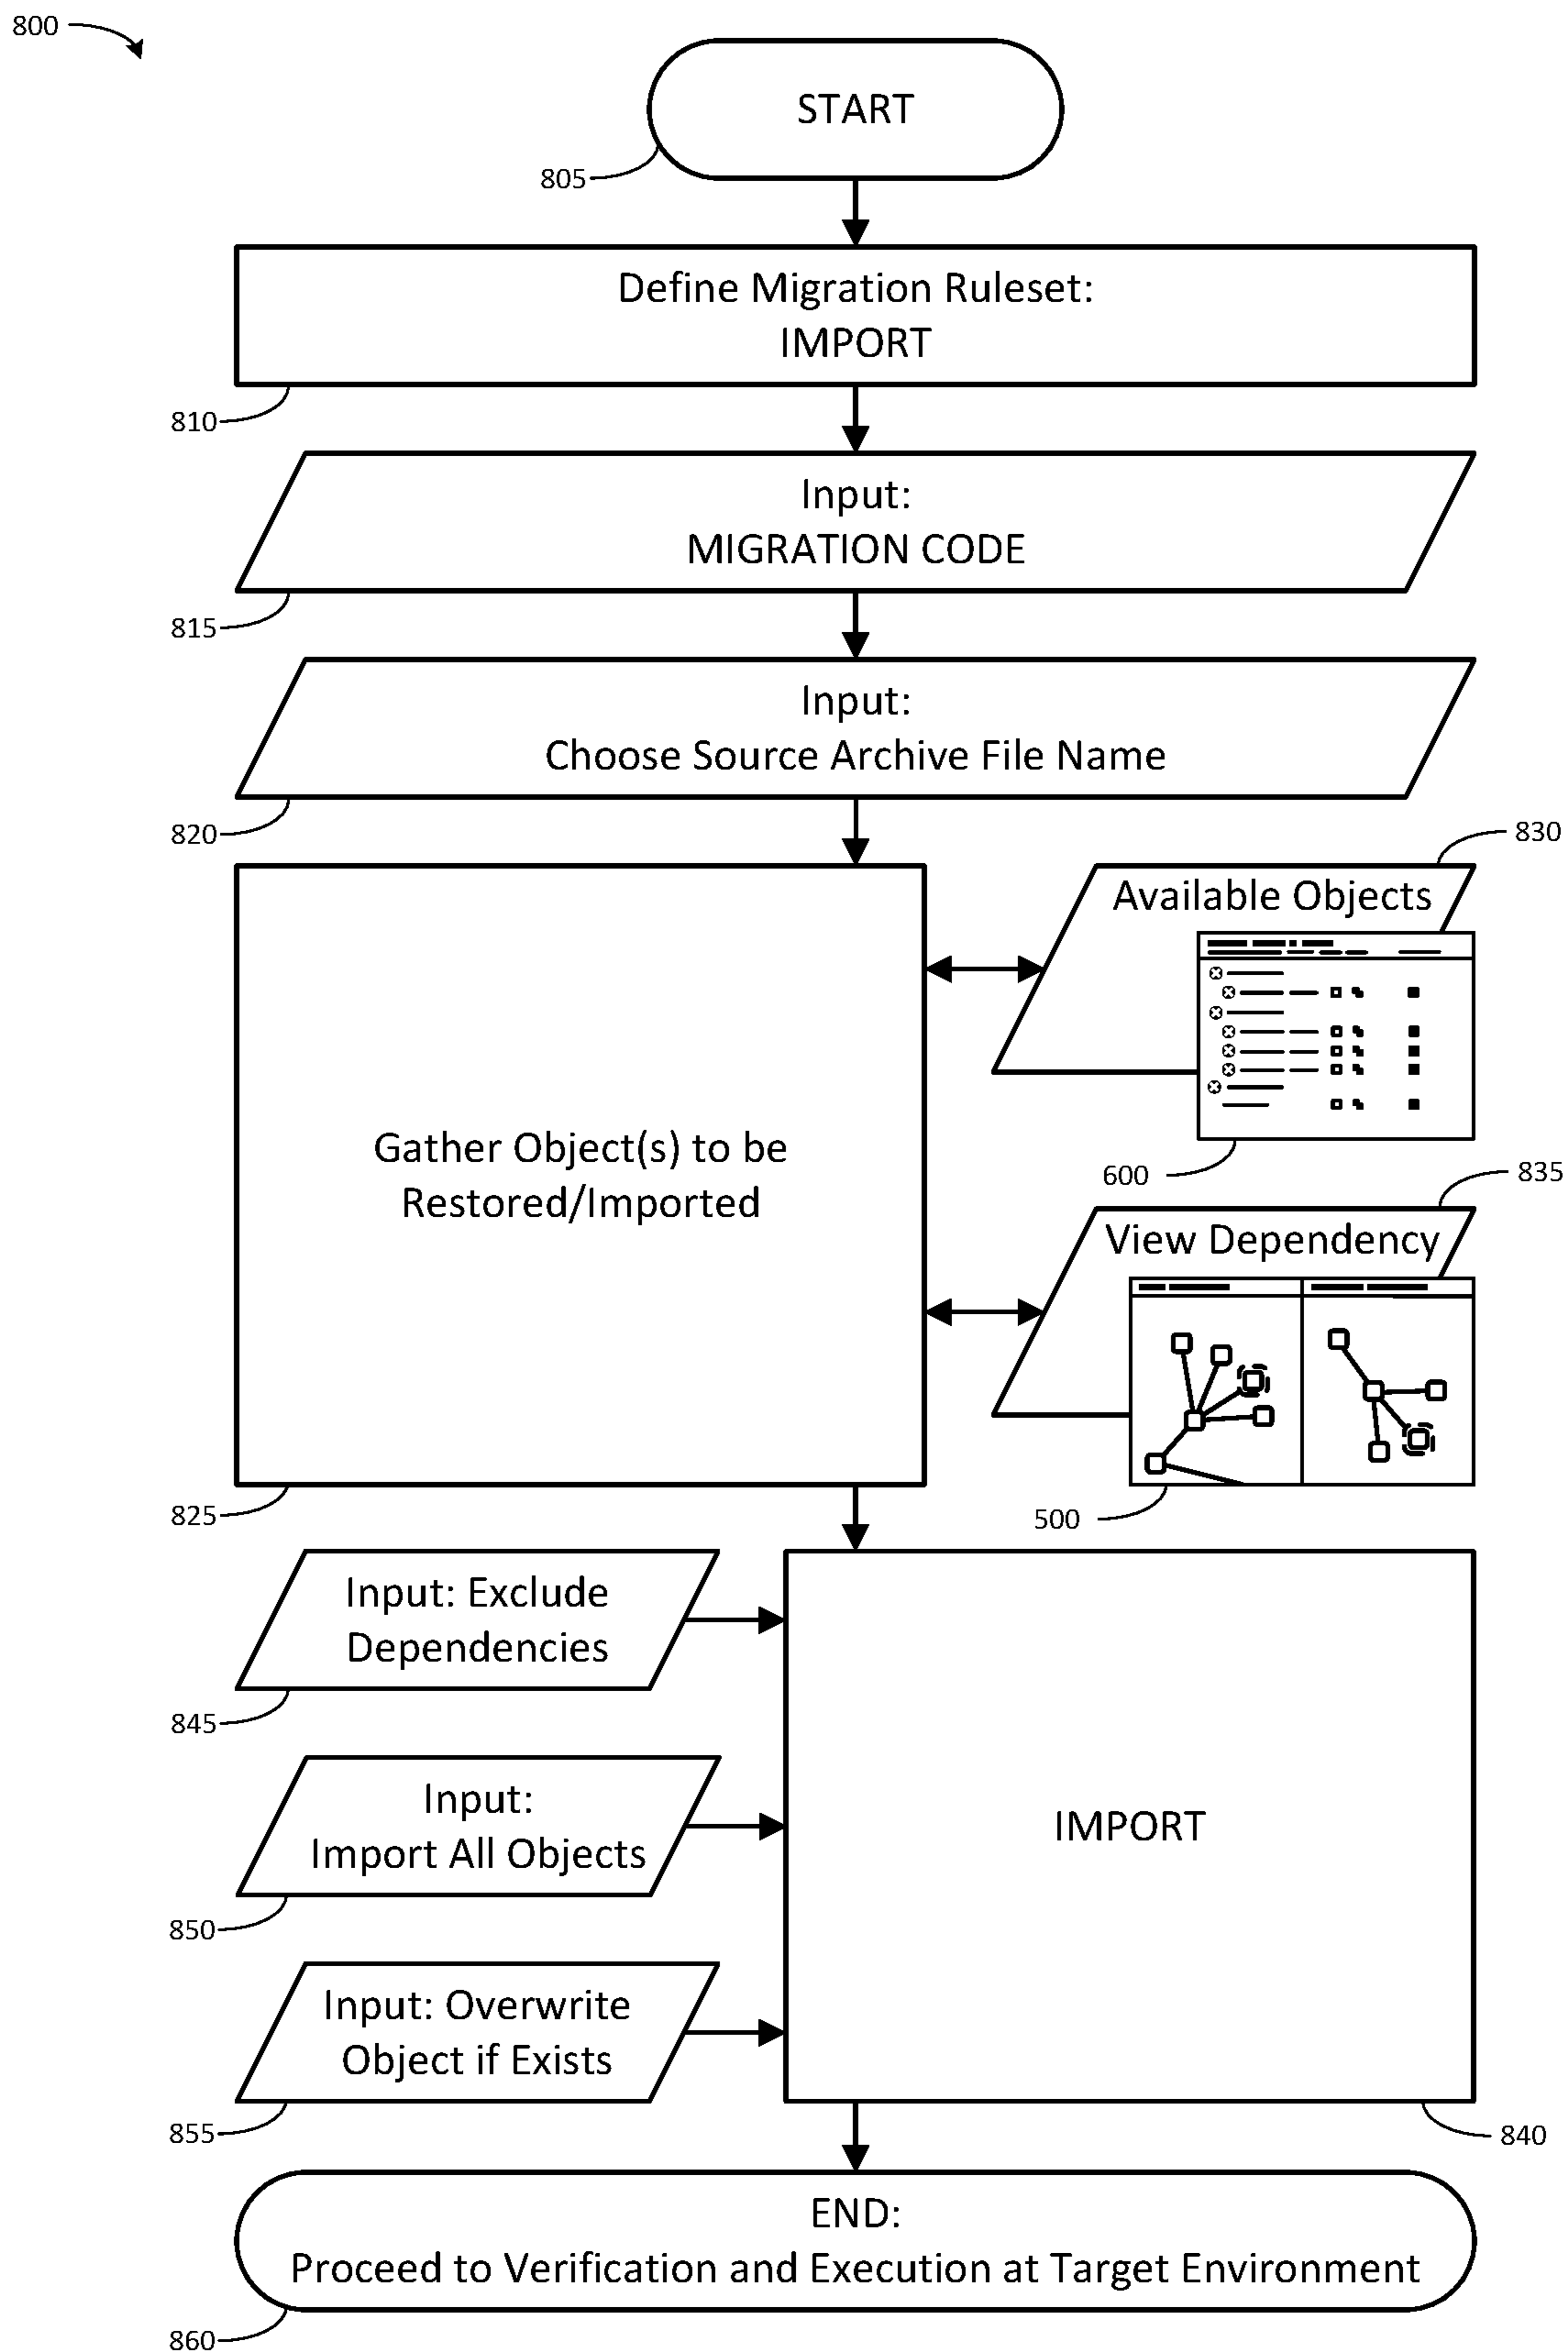 800
START
805
Define Migration Ruleset:
IMPORT
810
Input:
MIGRATION CODE
815
Input:
Choose Source Archive File Name
820
830
Available Objects
Gather Object(s) to be
Restored/Imported
600
835
View Dependency
825
500
Input: Exclude
Dependencies
845
Input:
Import All Objects
IMPORT
850
Input: Overwrite
Object if Exists
855
840
END:
Proceed to Verification and Execution at Target Environment
860